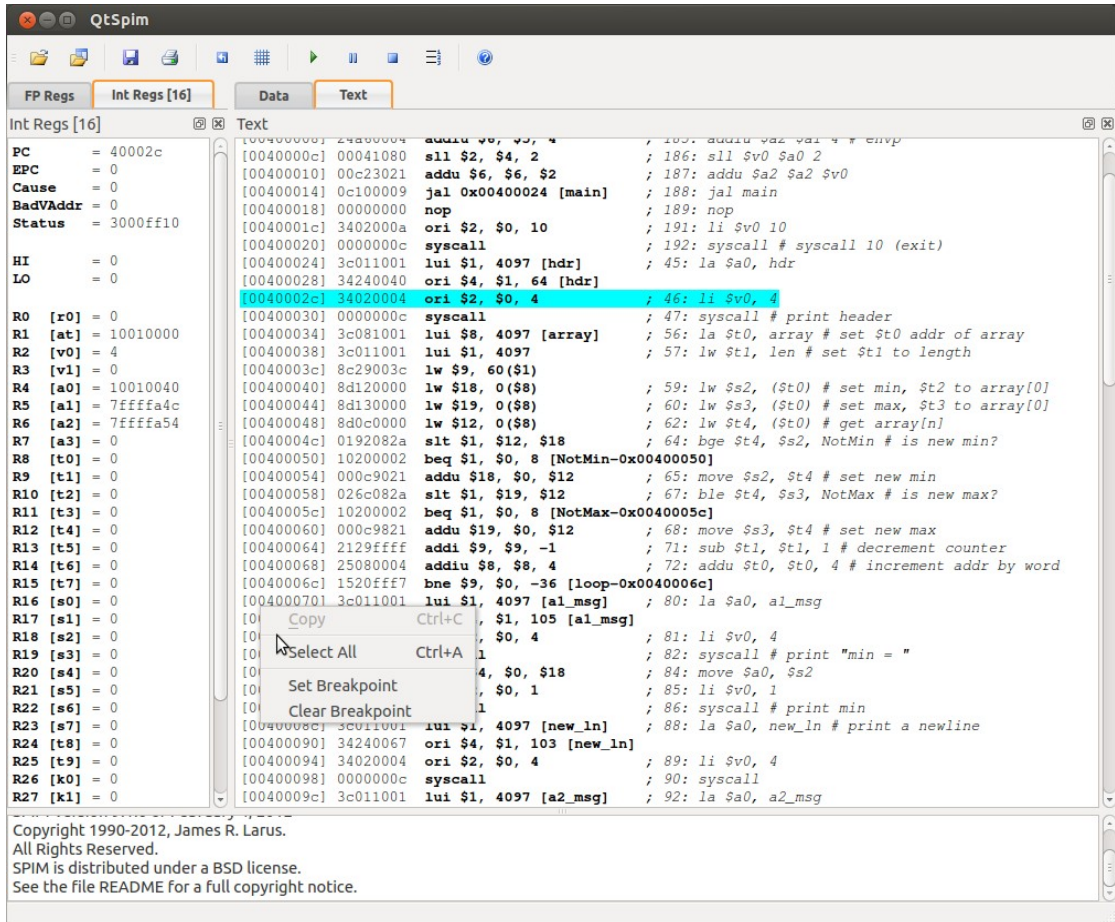 QtSpim
FP Regs
Int Regs [16]
Data
Text
Int Regs [16]
Text
PC = 40002c
EPC = 0
Cause = 0
BadVAddr = 0
Status = 3000ff10
HI = 0
LO = 0
R0 [r0] = 0
R1 [at] = 10010000
R2 [v0] = 4
R3 [v1] = 0
R4 [a0] = 10010040
R5 [a1] = 7ffffa4c
R6 [a2] = 7ffffa54
R7 [a3] = 0
R8 [t0] = 0
R9 [t1] = 0
R10 [t2] = 0
R11 [t3] = 0
R12 [t4] = 0
R13 [t5] = 0
R14 [t6] = 0
R15 [t7] = 0
R16 [s0] = 0
R17 [s1] = 0
R18 [s2] = 0
R19 [s3] = 0
R20 [s4] = 0
R21 [s5] = 0
R22 [s6] = 0
R23 [s7] = 0
R24 [t8] = 0
R25 [t9] = 0
R26 [k0] = 0
R27 [k1] = 0
[00400008] 24a60004 addiu $6, $5, 4 ; 185: addiu $a2 $a1 4 # envp
[0040000c] 00041080 sll $2, $4, 2 ; 186: sll $v0 $a0 2
[00400010] 00c23021 addu $6, $6, $2 ; 187: addu $a2 $a2 $v0
[00400014] 0c100009 jal 0x00400024 [main] ; 188: jal main
[00400018] 00000000 nop ; 189: nop
[0040001c] 3402000a ori $2, $0, 10 ; 191: li $v0 10
[00400020] 0000000c syscall ; 192: syscall # syscall 10 (exit)
[00400024] 3c011001 lui $1, 4097 [hdr] ; 45: la $a0, hdr
[00400028] 34240040 ori $4, $1, 64 [hdr]
[0040002c] 34020004 ori $2, $0, 4 ; 46: li $v0, 4
[00400030] 0000000c syscall ; 47: syscall # print header
[00400034] 3c081001 lui $8, 4097 [array] ; 56: la $t0, array # set $t0 addr of array
[00400038] 3c011001 lui $1, 4097 ; 57: lw $t1, len # set $t1 to length
[0040003c] 8c29003c lw $9, 60($1)
[00400040] 8d120000 lw $18, 0($8) ; 59: lw $s2, ($t0) # set min, $t2 to array[0]
[00400044] 8d130000 lw $19, 0($8) ; 60: lw $s3, ($t0) # set max, $t3 to array[0]
[00400048] 8d0c0000 lw $12, 0($8) ; 62: lw $t4, ($t0) # get array[n]
[0040004c] 0192082a slt $1, $12, $18 ; 64: bge $t4, $s2, NotMin # is new min?
[00400050] 10200002 beq $1, $0, 8 [NotMin-0x00400050]
[00400054] 000c9021 addu $18, $0, $12 ; 65: move $s2, $t4 # set new min
[00400058] 026c082a slt $1, $19, $12 ; 67: ble $t4, $s3, NotMax # is new max?
[0040005c] 10200002 beq $1, $0, 8 [NotMax-0x0040005c]
[00400060] 000c9821 addu $19, $0, $12 ; 68: move $s3, $t4 # set new max
[00400064] 2129ffff addi $9, $9, -1 ; 71: sub $t1, $t1, 1 # decrement counter
[00400068] 25080004 addiu $8, $8, 4 ; 72: addu $t0, $t0, 4 # increment addr by word
[0040006c] 1520fff7 bne $9, $0, -36 [loop-0x0040006c]
[00400070] 3c011001 lui $1, 4097 [a1_msg] ; 80: la $a0, a1_msg
[00 , $1, 105 [a1_msg]
, $0, 4 ; 81: li $v0, 4
; 82: syscall # print "min = "
[00 4, $0, $18 ; 84: move $a0, $s2
[00 , $0, 1 ; 85: li $v0, 1
; 86: syscall # print min
[0040008c] 3c011001 lui $1, 4097 [new_ln] ; 88: la $a0, new_ln # print a newline
[00400090] 34240067 ori $4, $1, 103 [new_ln]
[00400094] 34020004 ori $2, $0, 4 ; 89: li $v0, 4
[00400098] 0000000c syscall ; 90: syscall
[0040009c] 3c011001 lui $1, 4097 [a2_msg] ; 92: la $a0, a2_msg
Copy Ctrl+C
Select All Ctrl+A
Set Breakpoint
Clear Breakpoint
Copyright 1990-2012, James R. Larus.
All Rights Reserved.
SPIM is distributed under a BSD license.
See the file README for a full copyright notice.